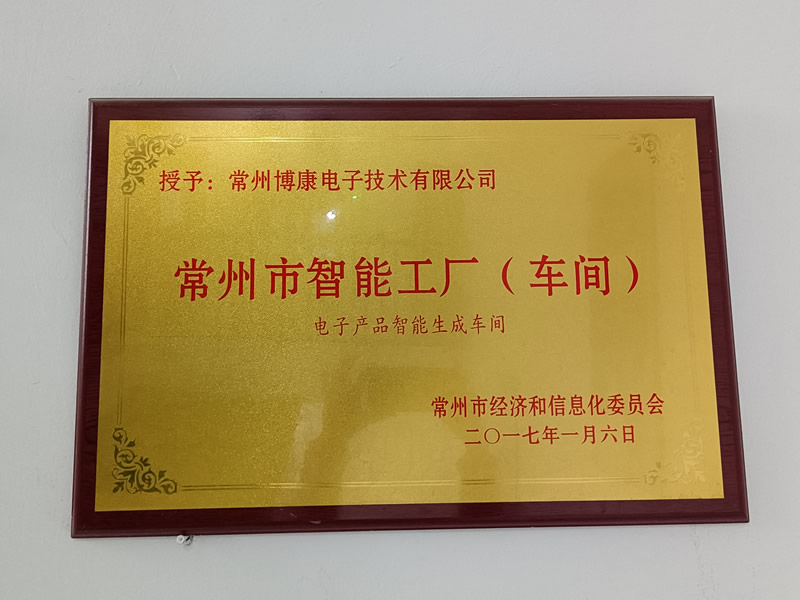 授予：常州博康电子技术有限公司
常州市智能工厂（车间）
电子产品智能生成车间
常州市经济和信息化委员会
二〇一七年一月六日